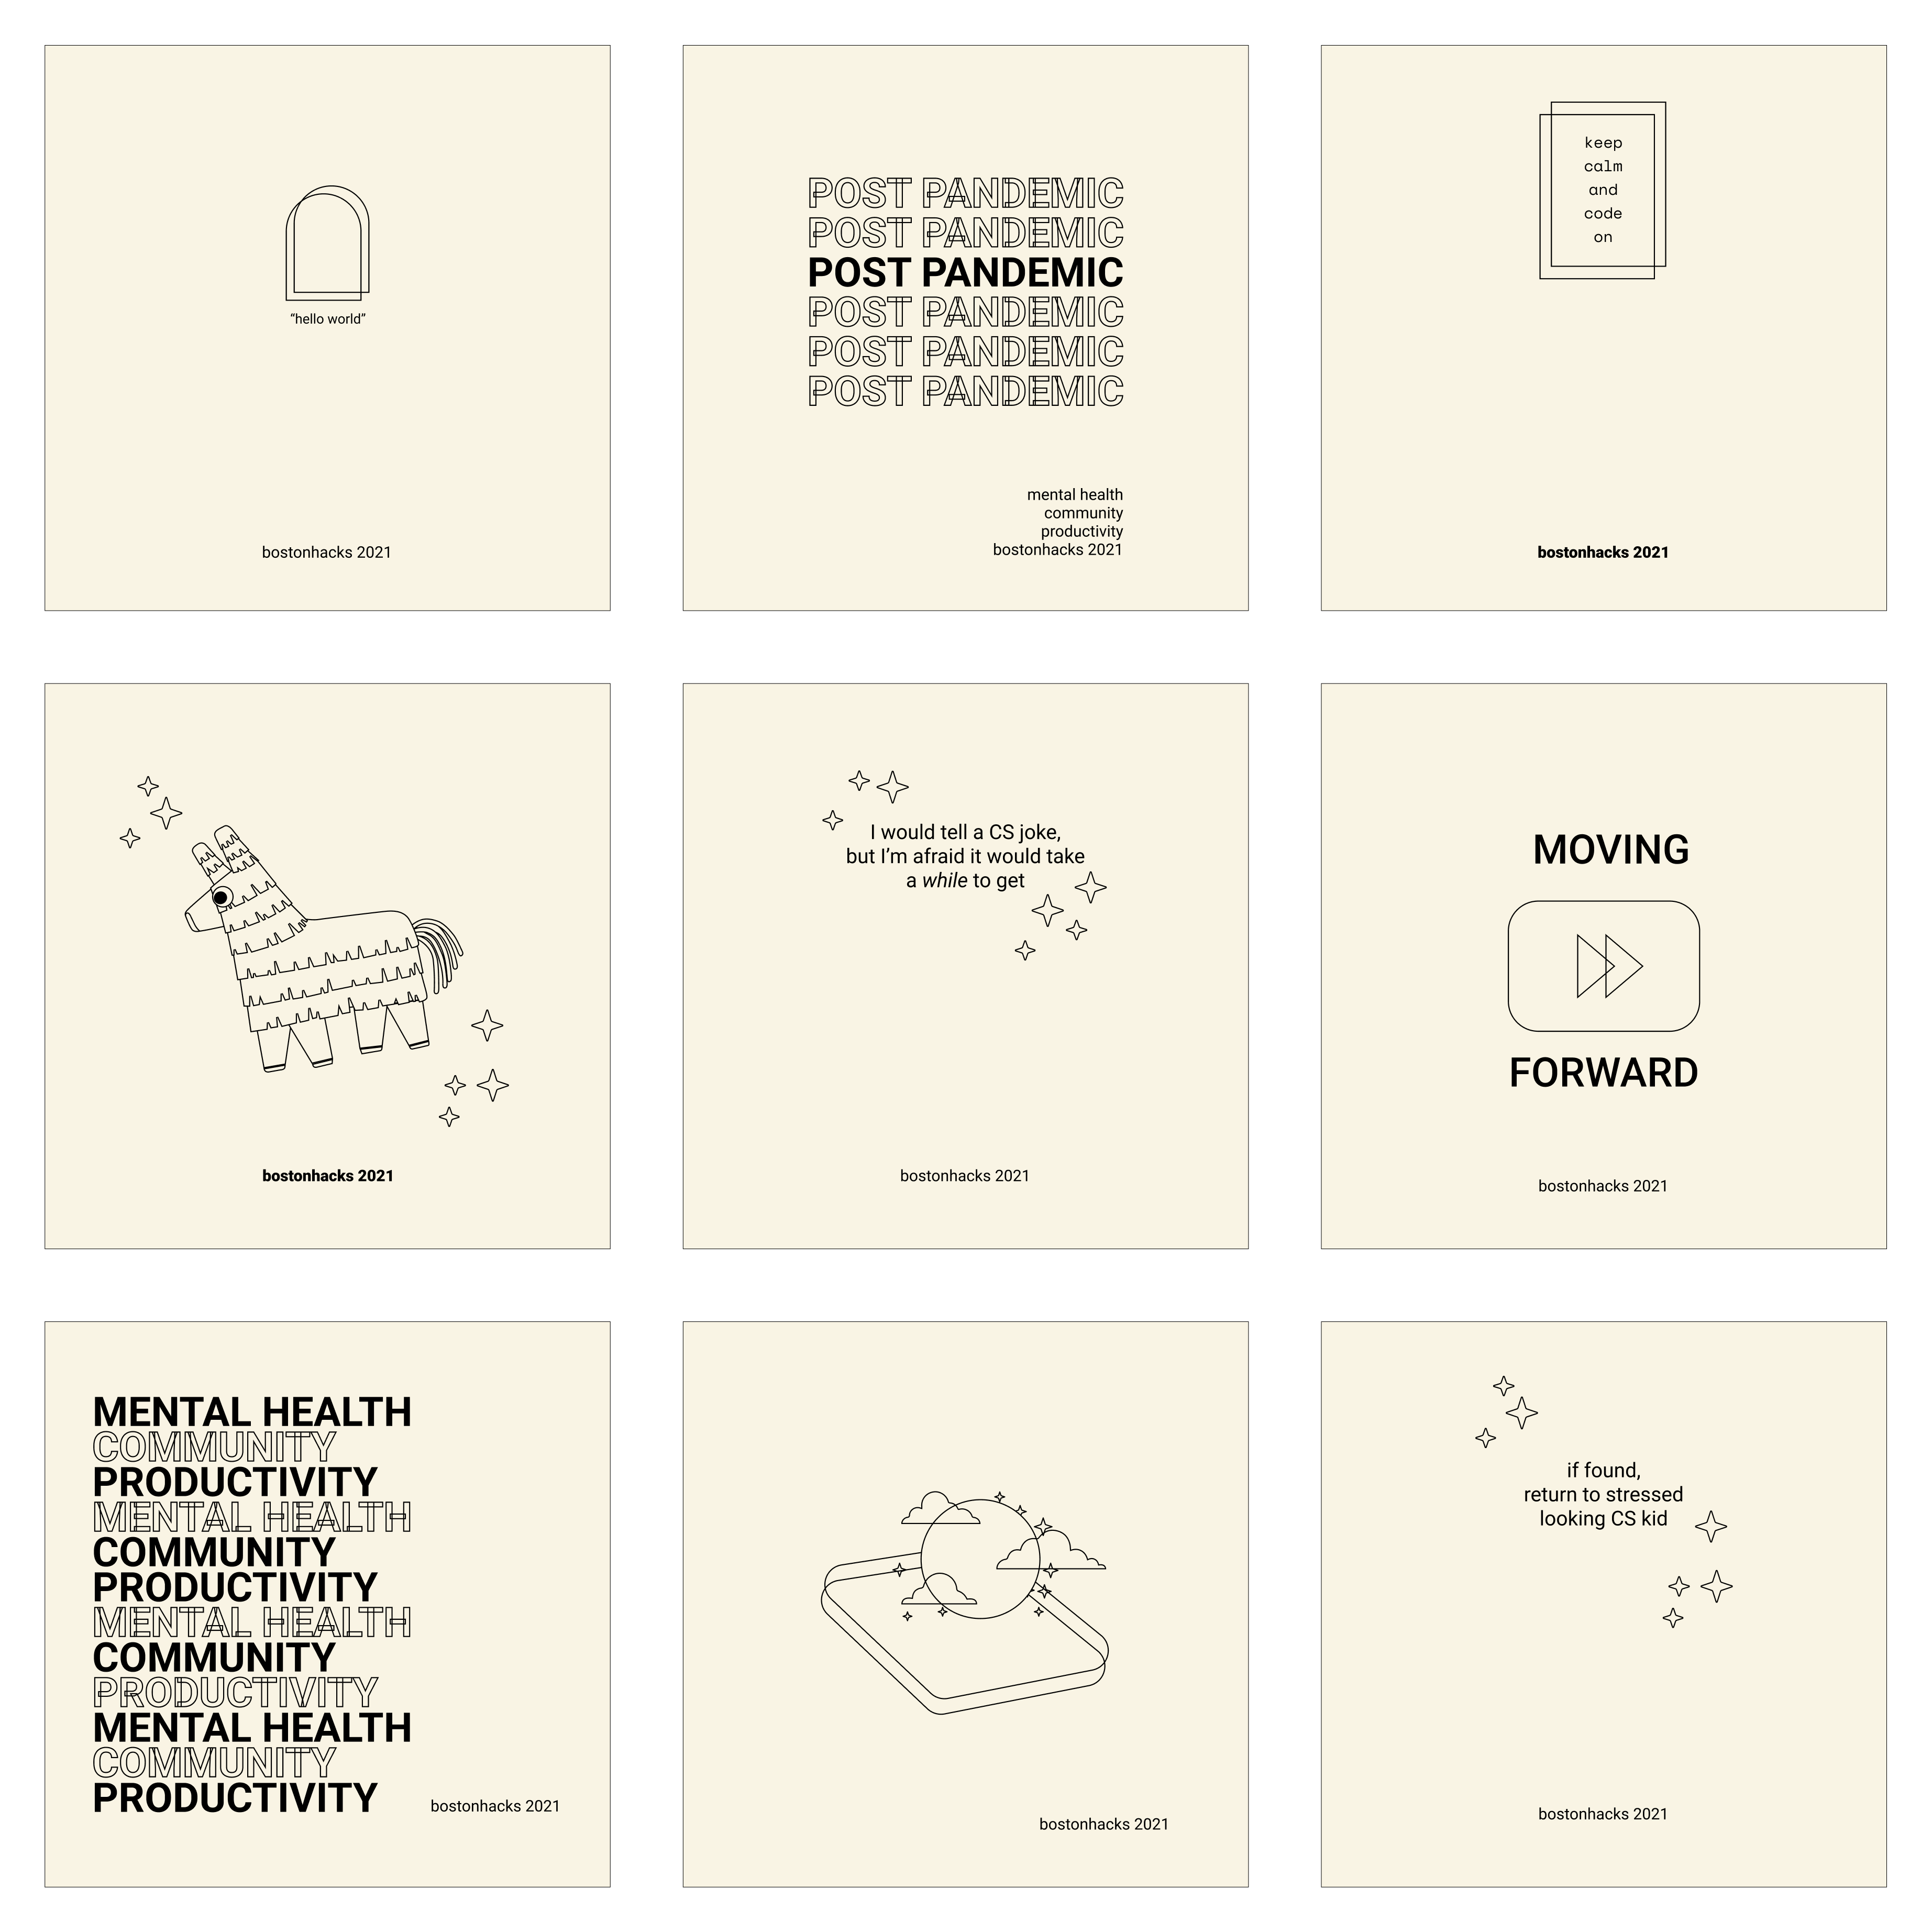 “hello world”
bostonhacks 2021
POST PANDEMIC
POST PANDEMIC
POST PANDEMIC
POST PANDEMIC
POST PANDEMIC
POST PANDEMIC
mental health
community
productivity
bostonhacks 2021
keep
calm
and
code
on
bostonhacks 2021
bostonhacks 2021
I would tell a CS joke,
but I’m afraid it would take
a while to get
bostonhacks 2021
MOVING
FORWARD
bostonhacks 2021
MENTAL HEALTH
COMMUNITY
PRODUCTIVITY
MENTAL HEALTH
COMMUNITY
PRODUCTIVITY
MENTAL HEALTH
COMMUNITY
PRODUCTIVITY
MENTAL HEALTH
COMMUNITY
PRODUCTIVITY
bostonhacks 2021
bostonhacks 2021
if found,
return to stressed
looking CS kid
bostonhacks 2021